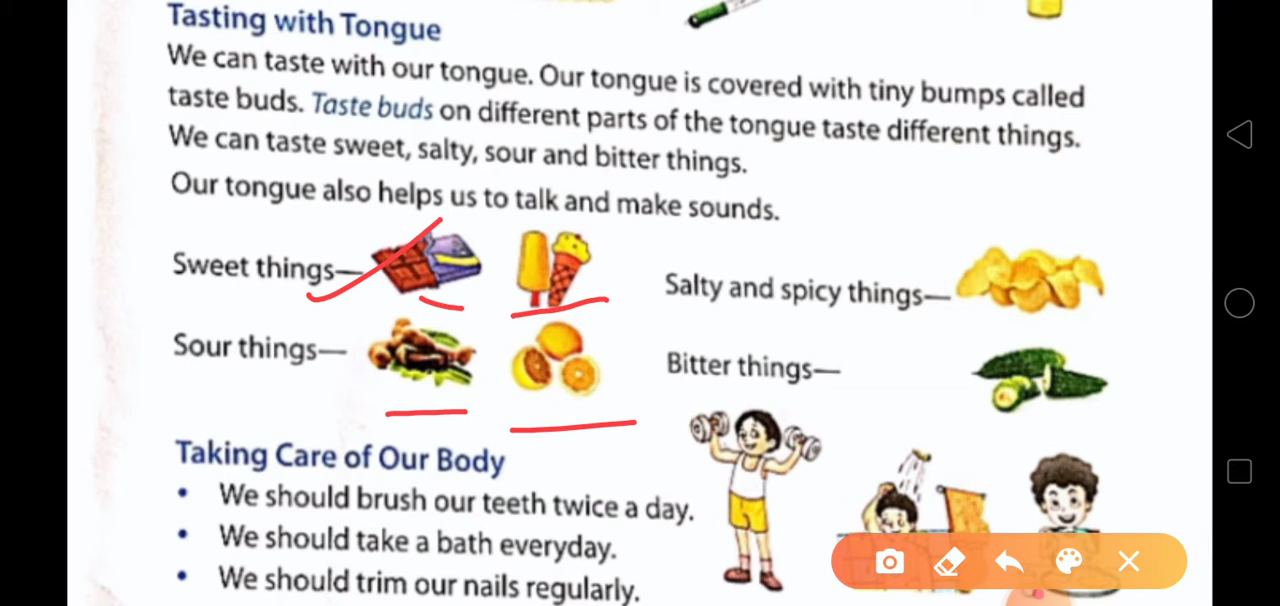 Tasting with Tongue
We can taste with our tongue. Our tongue is covered with tiny bumps called
taste buds. Taste buds on different parts of the tongue taste different things.
We can taste sweet, salty, sour and bitter things.
Our tongue also helps us to talk and make sounds.
Sweet things—
Salty and spicy things—
Sour things—
Bitter things—
Taking Care of Our Body
• We should brush our teeth twice a day.
• We should take a bath everyday.
• We should trim our nails regularly.